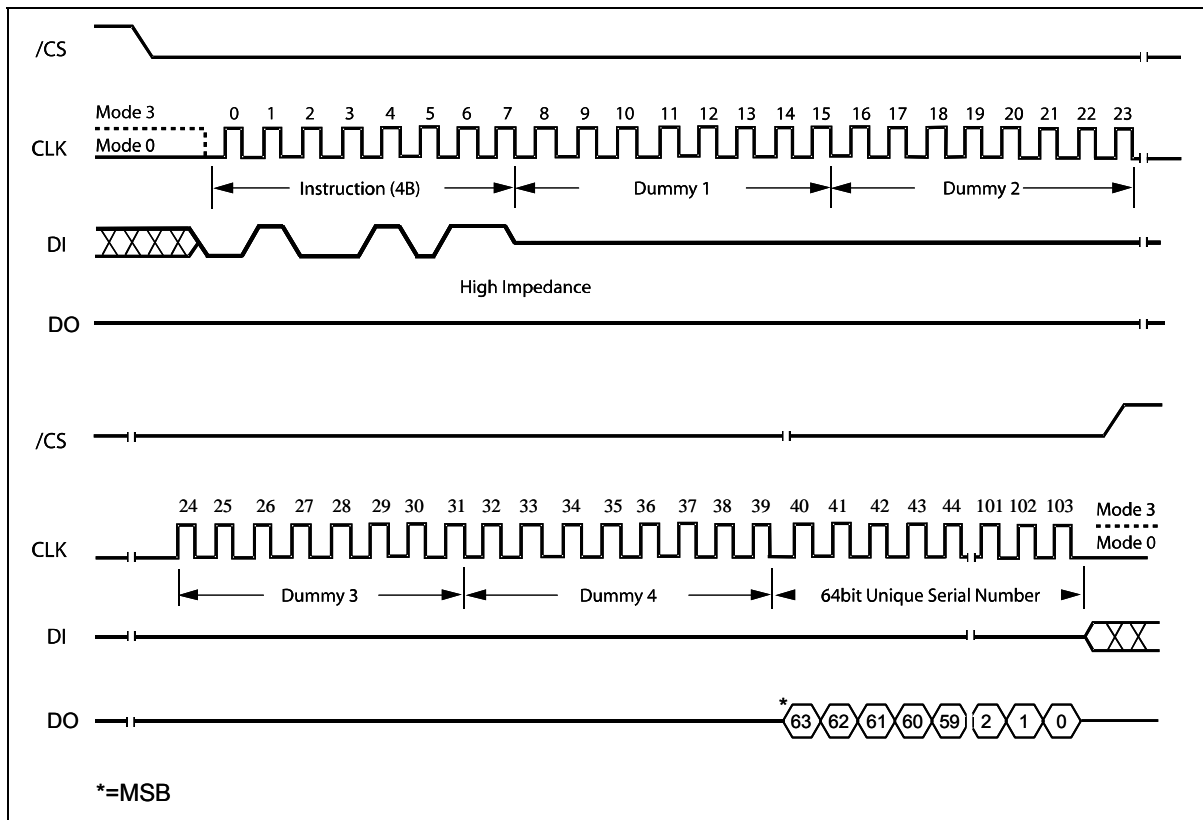 /CS
Mode 3
0 1 2 3 4 5 6 7 8 9 10 11 12 13 14 15 16 17 18 19 20 21 22 23
CLK
Mode 0
Instruction (4B)
Dummy 1
Dummy 2
DI
High Impedance
DO
/CS
24 25 26 27 28 29 30 31 32 33 34 35 36 37 38 39 40 41 42 43 44 101 102 103
Mode 3
CLK
Mode 0
Dummy 3
Dummy 4
64bit Unique Serial Number
DI
*
DO
63 62 61 60 59 2 1 0
*=MSB